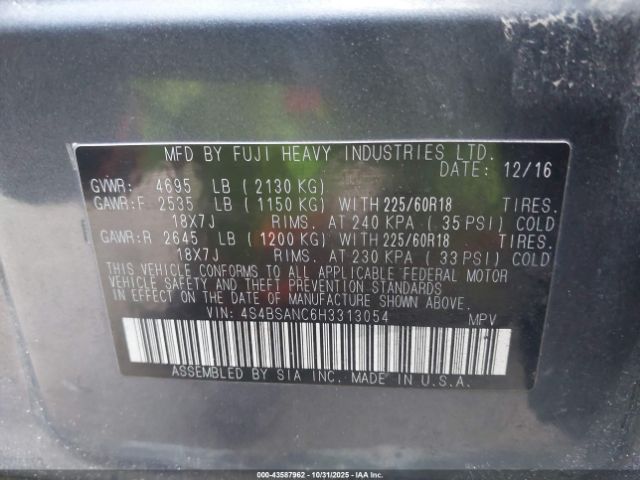 MFD BY FUJI HEAVY INDUSTRIES LTD.
DATE: 12/16
GVWR: 4695 LB (2130 KG)
GAWR:F 2535 LB (1150 KG) WITH 225/60R18 TIRES.
18X7J RIMS. AT 240 KPA (35 PSI) COLD
GAWR:R 2645 LB (1200 KG) WITH 225/60R18 TIRES.
18X7J RIMS. AT 230 KPA (33 PSI) COLD
THIS VEHICLE CONFORMS TO ALL APPLICABLE FEDERAL MOTOR
VEHICLE SAFETY AND THEFT PREVENTION STANDARDS
IN EFFECT ON THE DATE OF MANUFACTURE SHOWN ABOVE.
VIN: 4S4BSANC6H3313054 MPV
ASSEMBLED BY SIA INC. MADE IN U.S.A.
© IAA 00-43587962 10/31/2025 - IAAI.COM